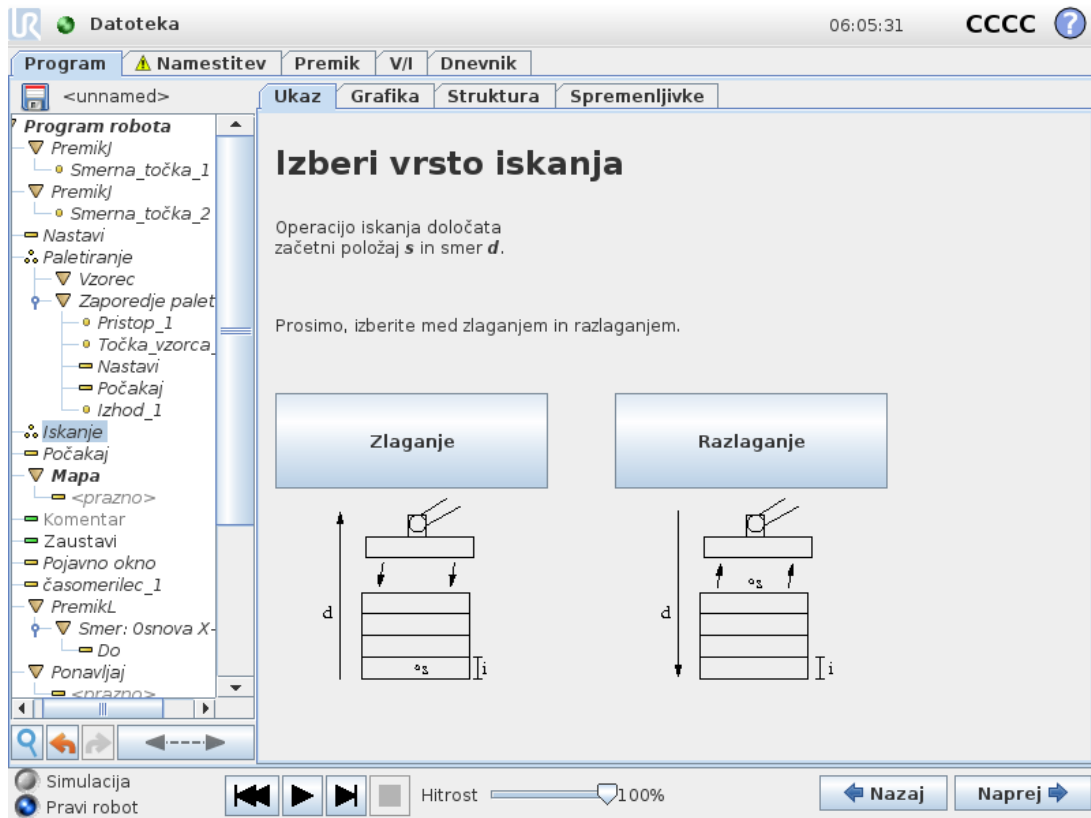 UR Datoteka 06:05:31 CCCC ?
Program Namestitev Premik V/I Dnevnik
<unnamed> Ukaz Grafika Struktura Spremenljivke
Program robota
PremikJ
Smerna_točka_1
PremikJ
Smerna_točka_2
Nastavi
Paletiranje
Vzorec
Zaporedje palet
Pristop_1
Točka_vzorca_
Nastavi
Počakaj
Izhod_1
Iskanje
Počakaj
Mapa
<prazno>
Komentar
Zaustavi
Pojavno okno
časomerilec_1
PremikL
Smer: Osnova X-
Do
Ponavljaj
<prazno>
Izberi vrsto iskanja
Operacijo iskanja določata
začetni položaj s in smer d.
Prosimo, izberite med zlaganjem in razlaganjem.
Zlaganje Razlaganje
s
d d
s i i
Simulacija
Pravi robot
Hitrost 100%
Nazaj Naprej